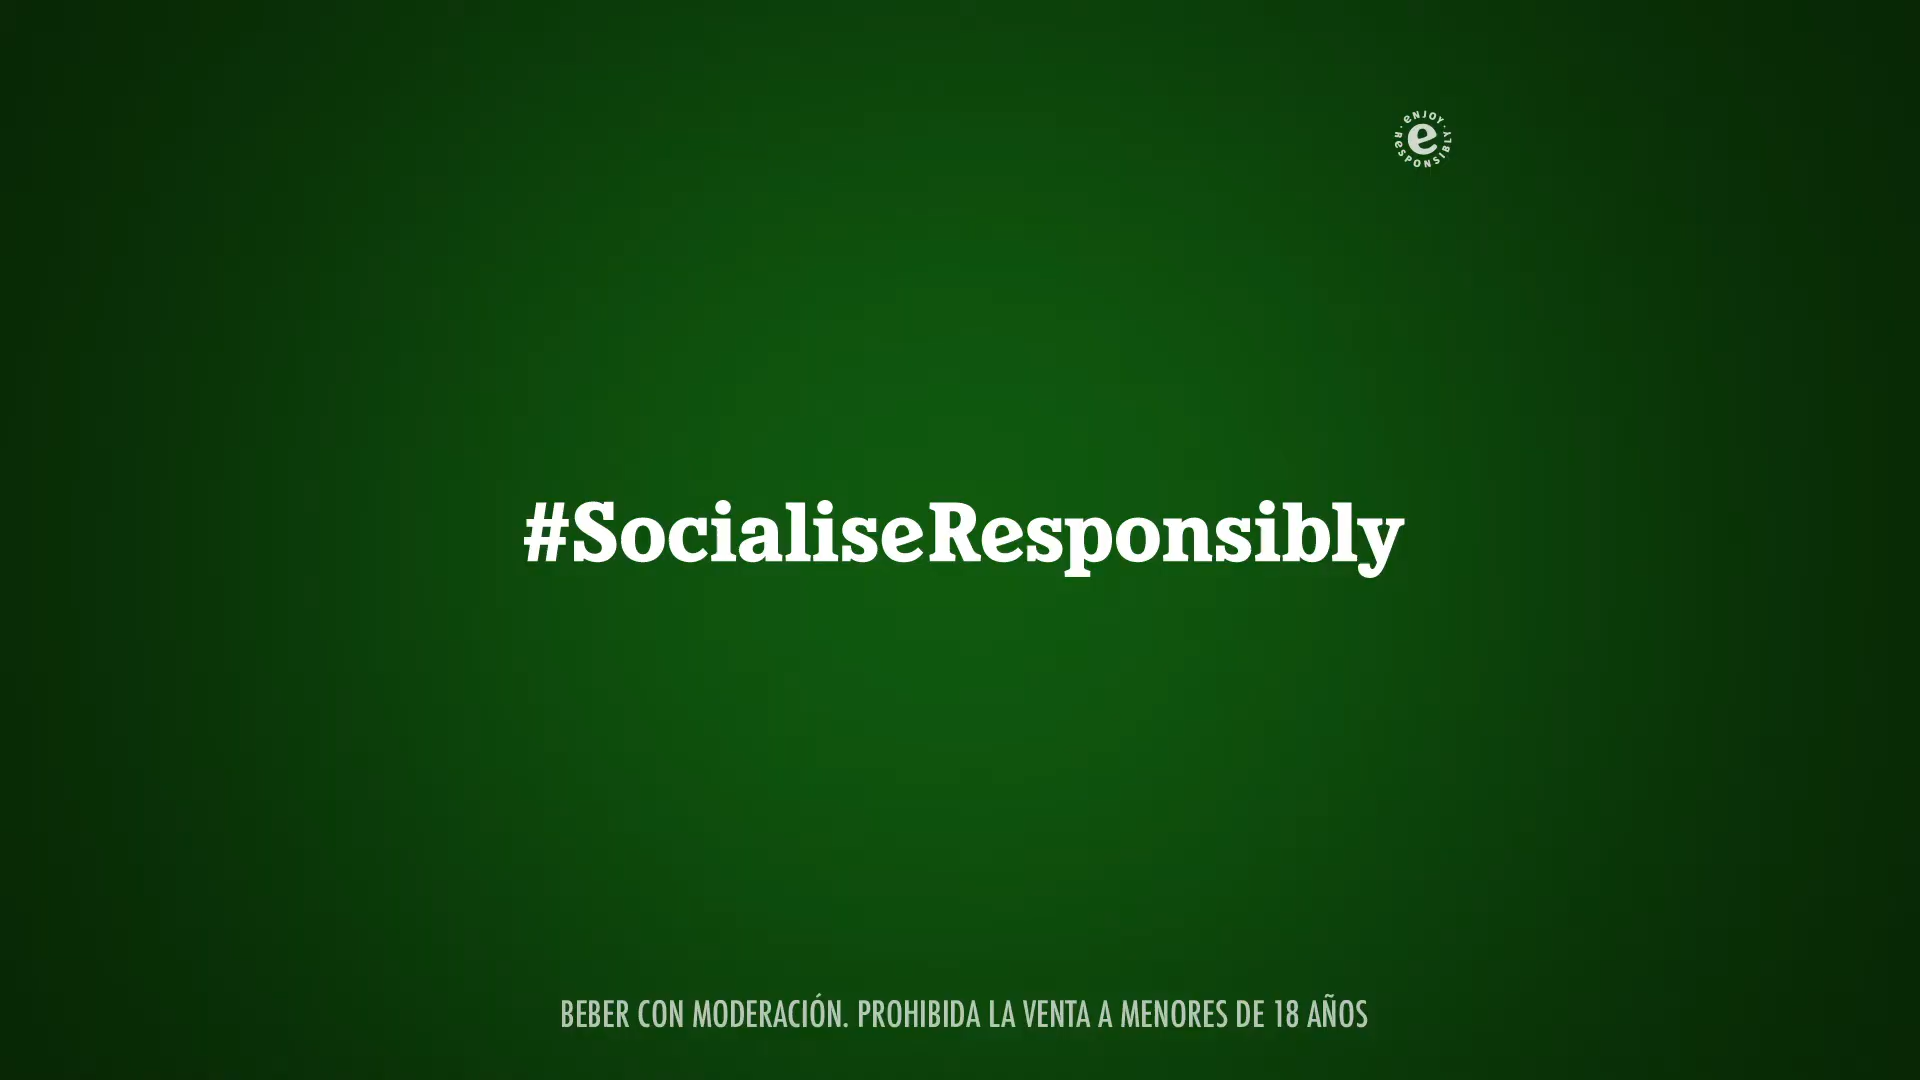 eNJOY ReSPONSIBLY
e
#SocialiseResponsibly
BEBER CON MODERACIÓN. PROHIBIDA LA VENTA A MENORES DE 18 AÑOS